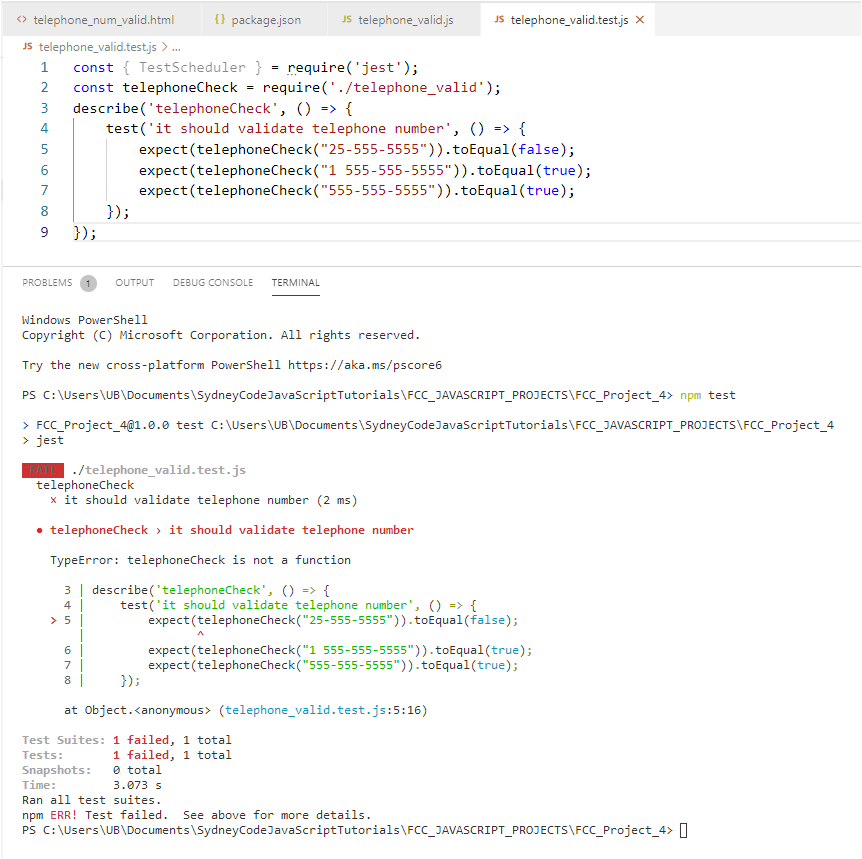 <> telephone_num_valid.html {} package.json JS telephone_valid.js JS telephone_valid.test.js ×
JS telephone_valid.test.js > ...
1 const { TestScheduler } = require('jest');
2 const telephoneCheck = require('./telephone_valid');
3 describe('telephoneCheck', () => {
4 test('it should validate telephone number', () => {
5 expect(telephoneCheck("25-555-5555")).toEqual(false);
6 expect(telephoneCheck("1 555-555-5555")).toEqual(true);
7 expect(telephoneCheck("555-555-5555")).toEqual(true);
8 });
9 });
PROBLEMS 1 OUTPUT DEBUG CONSOLE TERMINAL
Windows PowerShell
Copyright (C) Microsoft Corporation. All rights reserved.
Try the new cross-platform PowerShell https://aka.ms/pscore6
PS C:\Users\UB\Documents\SydneyCodeJavaScriptTutorials\FCC_JAVASCRIPT_PROJECTS\FCC_Project_4> npm test
> FCC_Project_4@1.0.0 test C:\Users\UB\Documents\SydneyCodeJavaScriptTutorials\FCC_JAVASCRIPT_PROJECTS\FCC_Project_4
> jest
FAIL ./telephone_valid.test.js
telephoneCheck
× it should validate telephone number (2 ms)
● telephoneCheck › it should validate telephone number
TypeError: telephoneCheck is not a function
3 | describe('telephoneCheck', () => {
4 | test('it should validate telephone number', () => {
> 5 | expect(telephoneCheck("25-555-5555")).toEqual(false);
| ^
6 | expect(telephoneCheck("1 555-555-5555")).toEqual(true);
7 | expect(telephoneCheck("555-555-5555")).toEqual(true);
8 | });
at Object.<anonymous> (telephone_valid.test.js:5:16)
Test Suites: 1 failed, 1 total
Tests: 1 failed, 1 total
Snapshots: 0 total
Time: 3.073 s
Ran all test suites.
npm ERR! Test failed. See above for more details.
PS C:\Users\UB\Documents\SydneyCodeJavaScriptTutorials\FCC_JAVASCRIPT_PROJECTS\FCC_Project_4>